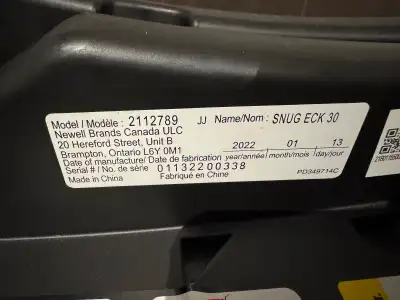 Model / Modèle : 2112789 JJ Name/Nom : SNUG ECK 30
Newell Brands Canada ULC
20 Hereford Street, Unit B
Brampton, Ontario L6Y 0M1
2022 01 13
Date of manufacture/ Date de fabrication year/année/ month/mois/ day/jour
Serial # / No. de série 01132200338
Made in China Fabriqué en Chine PD349714C